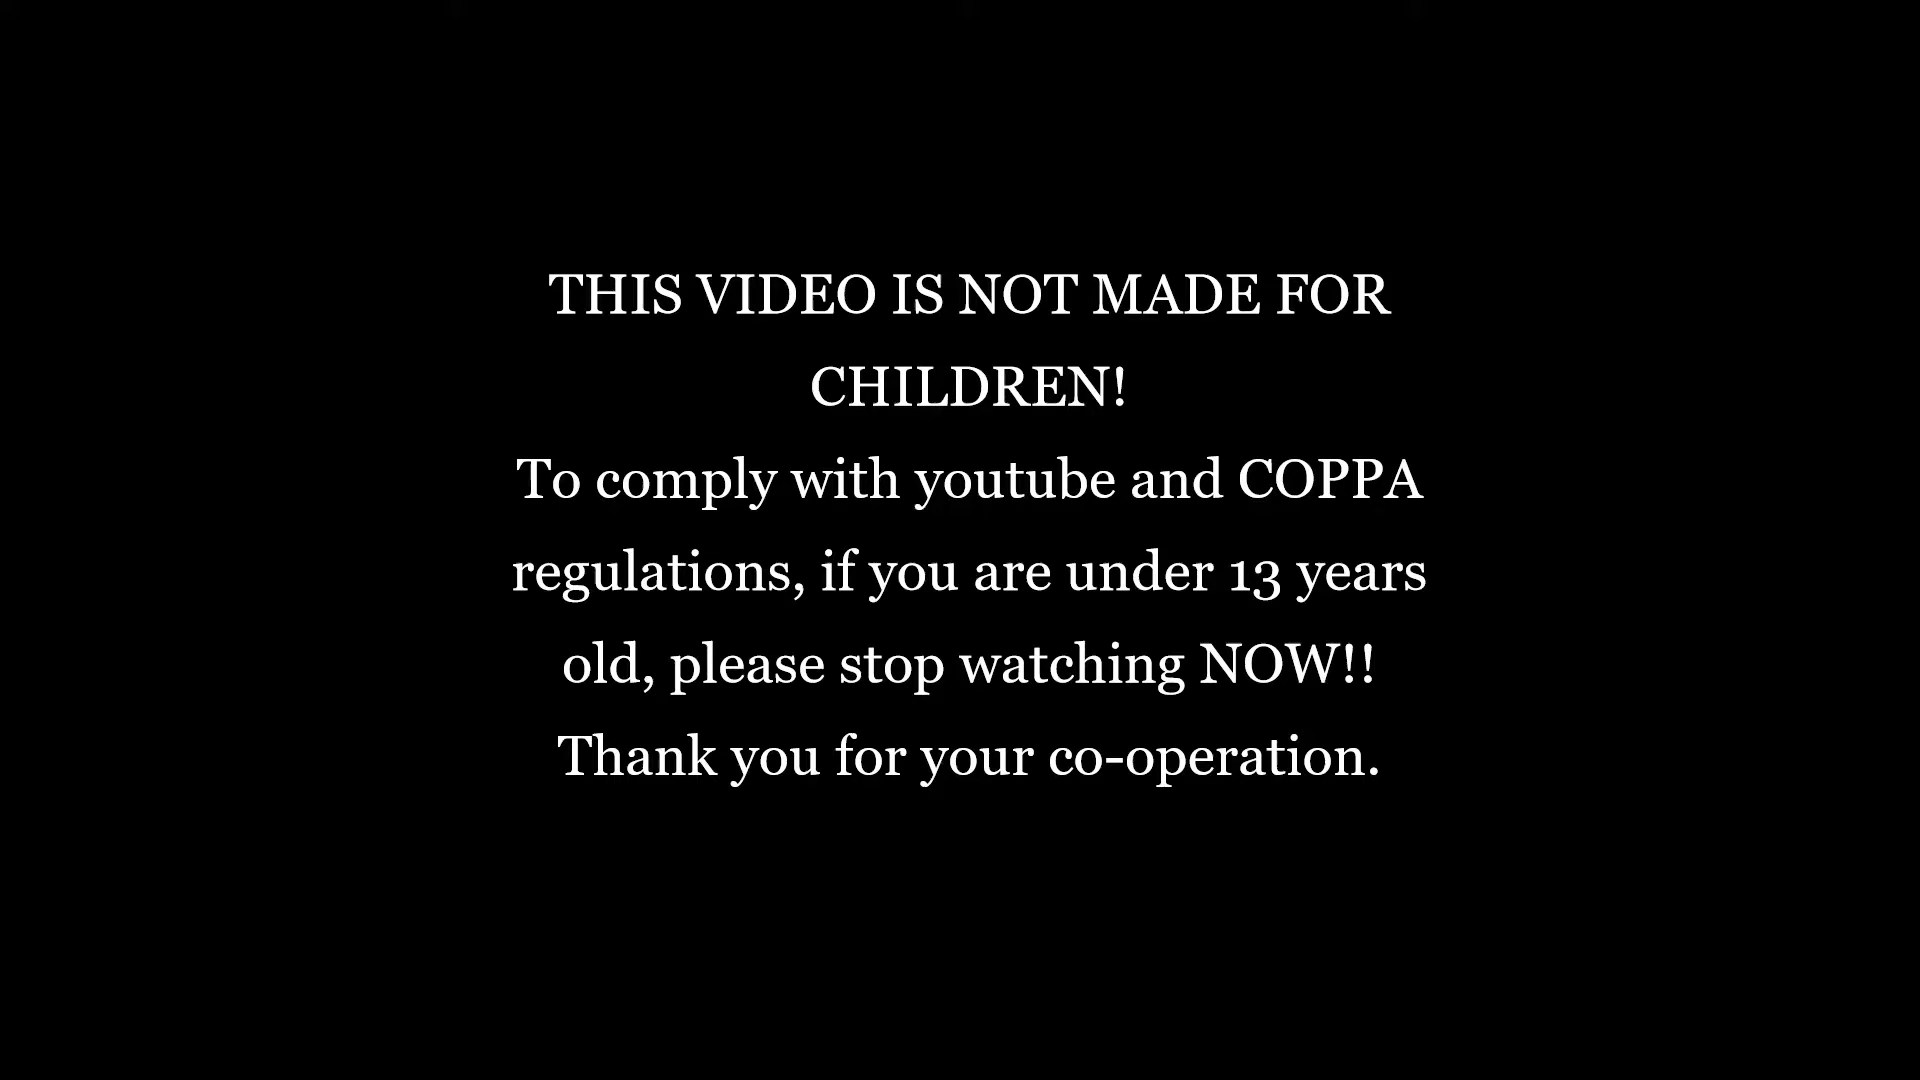 THIS VIDEO IS NOT MADE FOR
CHILDREN!
To comply with youtube and COPPA
regulations, if you are under 13 years
old, please stop watching NOW!!
Thank you for your co-operation.